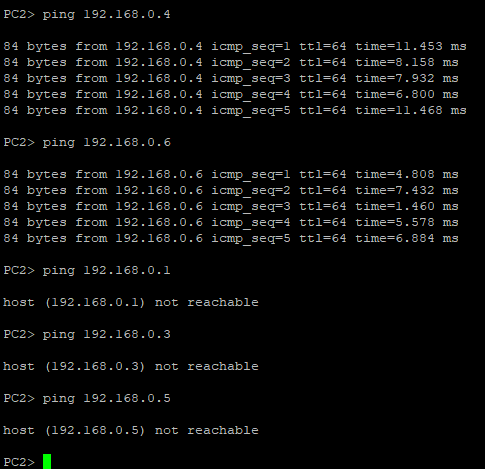 PC2> ping 192.168.0.4
84 bytes from 192.168.0.4 icmp_seq=1 ttl=64 time=11.453 ms
84 bytes from 192.168.0.4 icmp_seq=2 ttl=64 time=8.158 ms
84 bytes from 192.168.0.4 icmp_seq=3 ttl=64 time=7.932 ms
84 bytes from 192.168.0.4 icmp_seq=4 ttl=64 time=6.800 ms
84 bytes from 192.168.0.4 icmp_seq=5 ttl=64 time=11.468 ms
PC2> ping 192.168.0.6
84 bytes from 192.168.0.6 icmp_seq=1 ttl=64 time=4.808 ms
84 bytes from 192.168.0.6 icmp_seq=2 ttl=64 time=7.432 ms
84 bytes from 192.168.0.6 icmp_seq=3 ttl=64 time=1.460 ms
84 bytes from 192.168.0.6 icmp_seq=4 ttl=64 time=5.578 ms
84 bytes from 192.168.0.6 icmp_seq=5 ttl=64 time=6.884 ms
PC2> ping 192.168.0.1
host (192.168.0.1) not reachable
PC2> ping 192.168.0.3
host (192.168.0.3) not reachable
PC2> ping 192.168.0.5
host (192.168.0.5) not reachable
PC2>